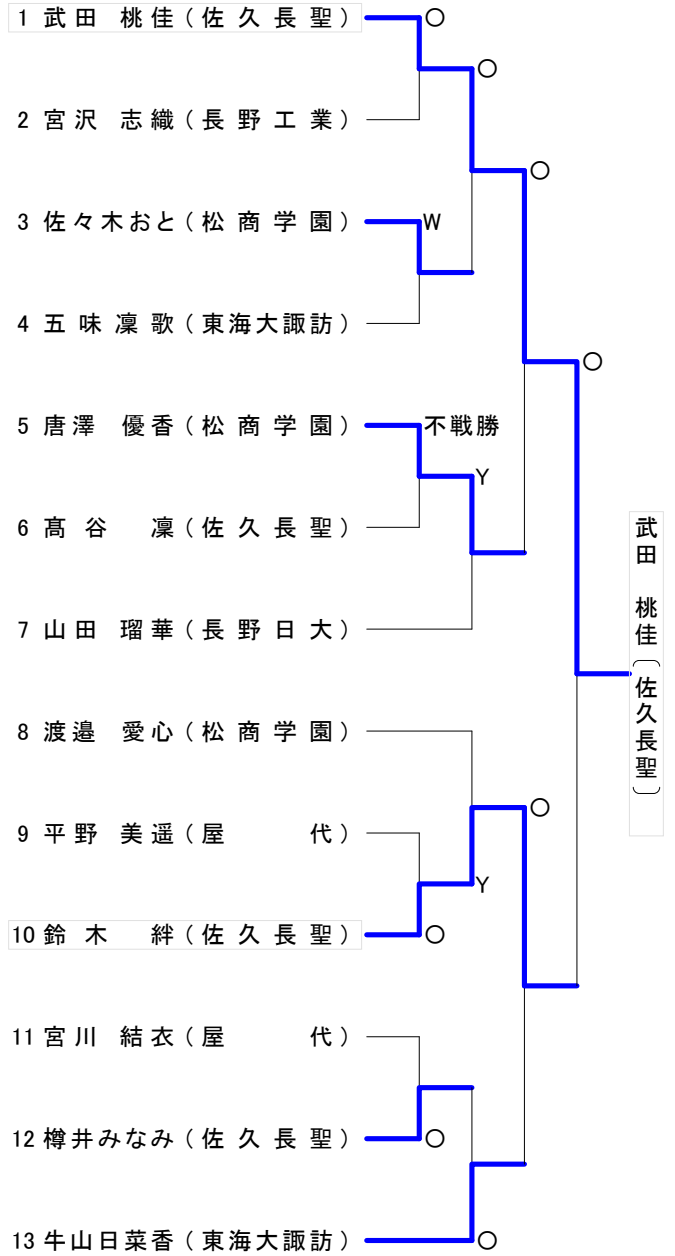 1 武田 桃佳(佐久長聖) ○
○
2 宮沢 志織(長野工業)
○
3 佐々木おと(松商学園) W
4 五味凜歌(東海大諏訪)
○
5 唐澤 優香(松商学園) 不戦勝
Y
6 髙谷 凜(佐久長聖)
武田 桃佳(佐久長聖)
7 山田 瑠華(長野日大)
8 渡邉 愛心(松商学園)
○
9 平野 美遥(屋代)
Y
10 鈴木 絆(佐久長聖) ○
11 宮川 結衣(屋代)
12 樽井みなみ(佐久長聖) ○
13 牛山日菜香(東海大諏訪) ○